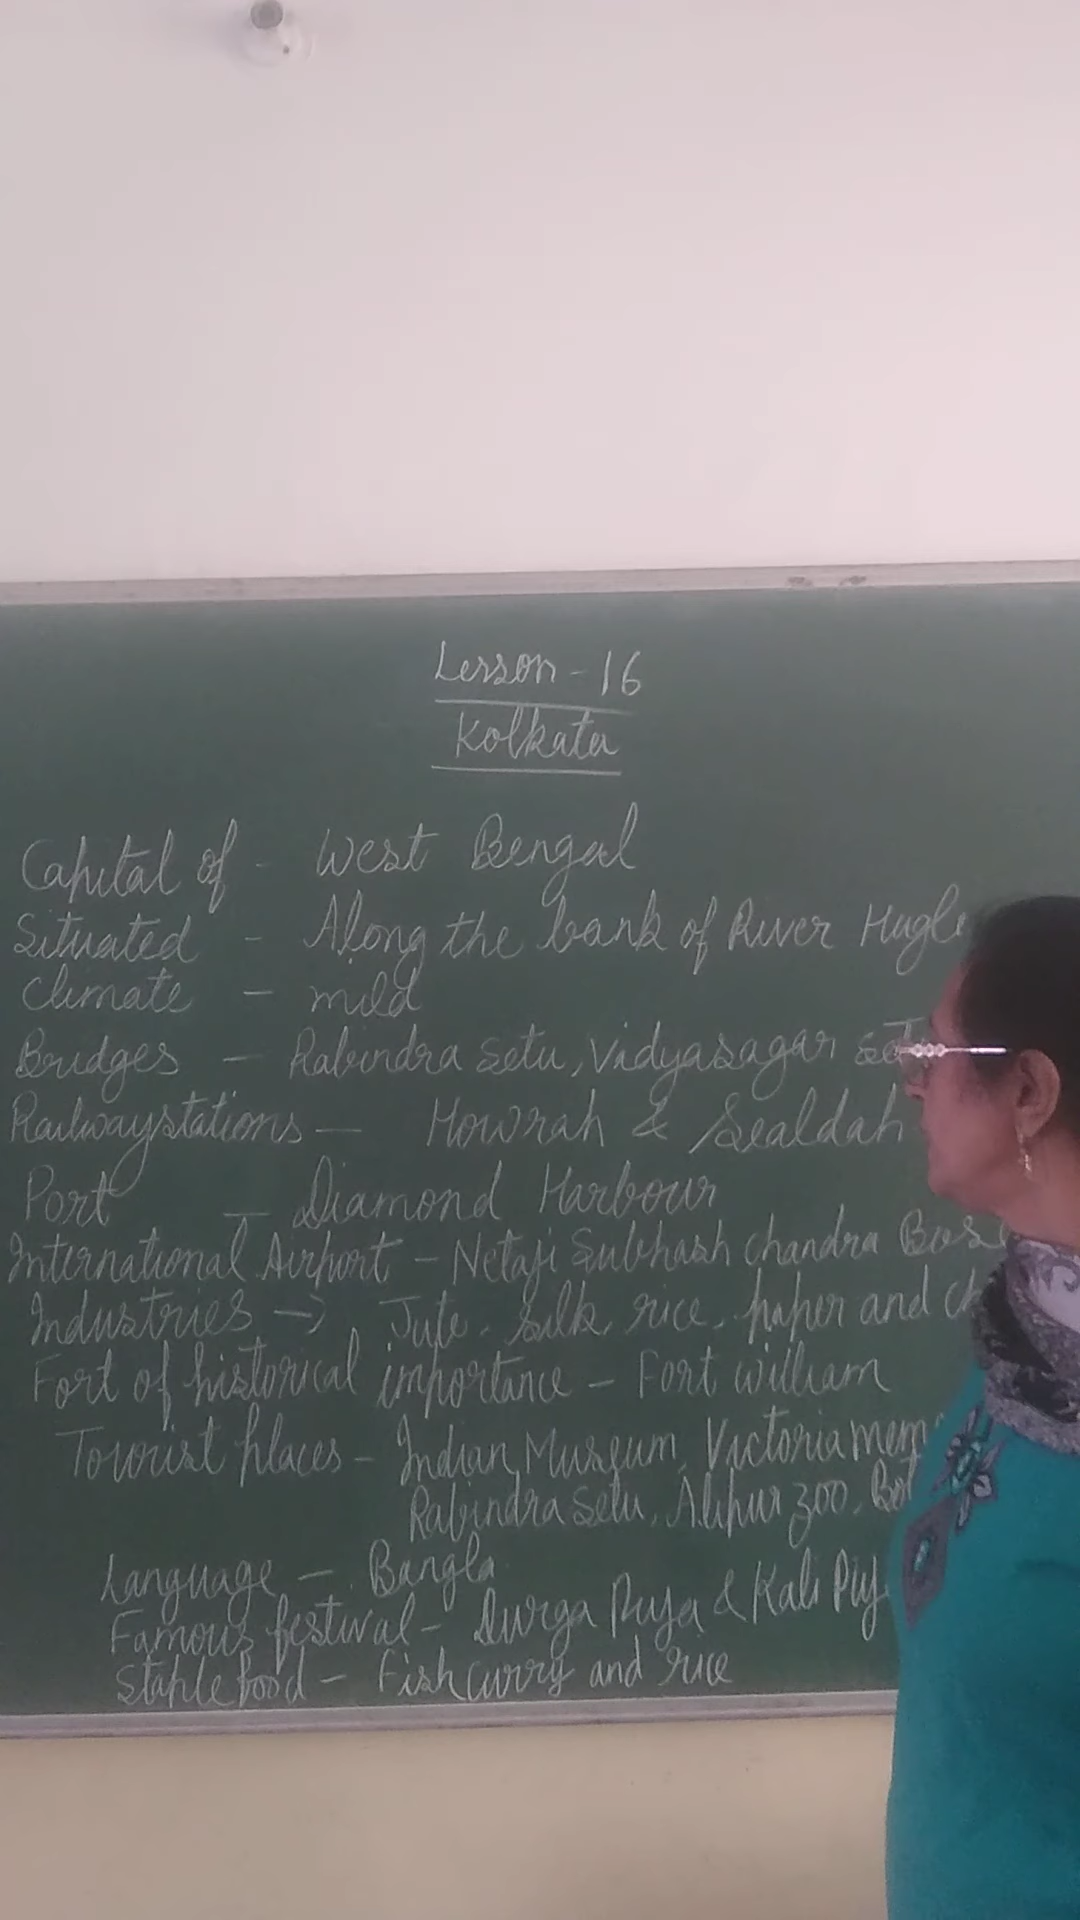 Lesson - 16
Kolkata
Capital of - West Bengal
Situated - Along the bank of River Hugl
Climate - mild
Bridges - Rabindra Setu, Vidyasagar Set
Railwaystations - Howrah & Sealdah
Port - Diamond Harbour
International Airport - Netaji Subhash Chandra Bose
Industries → Jute, Silk, rice, paper and
Fort of historical importance - Fort William
Tourist places - Indian Museum, Victoria mem
Rabindra Setu, Alipur zoo, Bot
Language - Bangla
Famous festival - Durga Puja & Kali Puj
Staple food - Fish curry and rice